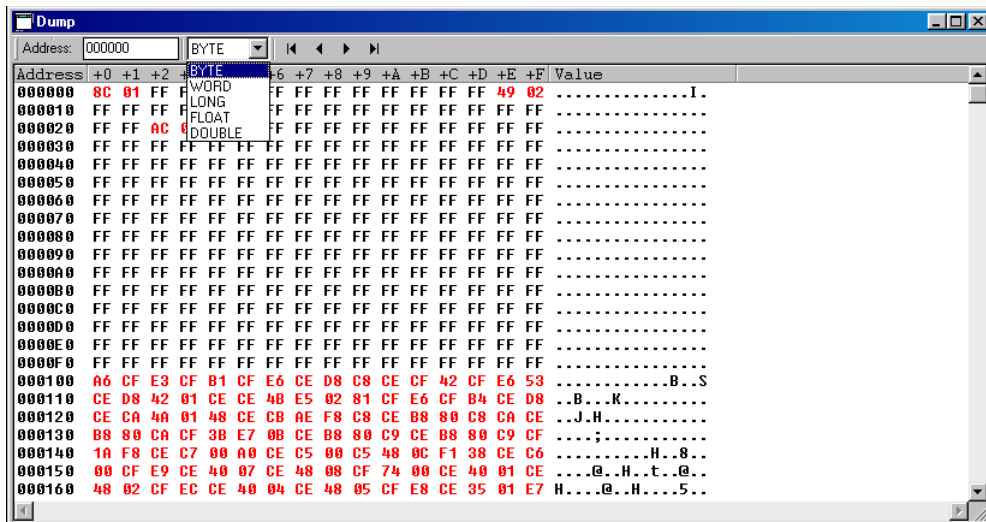 Dump
Address: 000000 BYTE
Address +0 +1 +2 +6 +7 +8 +9 +A +B +C +D +E +F Value
BYTE
WORD
LONG
FLOAT
DOUBLE
000000 8C 01 FF FF FF FF FF FF FF FF FF 49 02 ..............I.
000010 FF FF FF FF FF FF FF FF FF FF FF FF FF ................
000020 FF FF AC FF FF FF FF FF FF FF FF FF FF ................
000030 FF FF FF FF FF FF FF FF FF FF FF FF FF FF FF FF ................
000040 FF FF FF FF FF FF FF FF FF FF FF FF FF FF FF FF ................
000050 FF FF FF FF FF FF FF FF FF FF FF FF FF FF FF FF ................
000060 FF FF FF FF FF FF FF FF FF FF FF FF FF FF FF FF ................
000070 FF FF FF FF FF FF FF FF FF FF FF FF FF FF FF FF ................
000080 FF FF FF FF FF FF FF FF FF FF FF FF FF FF FF FF ................
000090 FF FF FF FF FF FF FF FF FF FF FF FF FF FF FF FF ................
0000A0 FF FF FF FF FF FF FF FF FF FF FF FF FF FF FF FF ................
0000B0 FF FF FF FF FF FF FF FF FF FF FF FF FF FF FF FF ................
0000C0 FF FF FF FF FF FF FF FF FF FF FF FF FF FF FF FF ................
0000D0 FF FF FF FF FF FF FF FF FF FF FF FF FF FF FF FF ................
0000E0 FF FF FF FF FF FF FF FF FF FF FF FF FF FF FF FF ................
0000F0 FF FF FF FF FF FF FF FF FF FF FF FF FF FF FF FF ................
000100 A6 CF E3 CF B1 CF E6 CE D8 C8 CE CF 42 CF E6 53 ............B..S
000110 CE D8 42 01 CE CE 4B E5 02 81 CF E6 CF B4 CE D8 ..B...K.........
000120 CE CA 4A 01 48 CE CB AE F8 C8 CE B8 80 C8 CA CE ..J.H...........
000130 B8 80 CA CF 3B E7 0B CE B8 80 C9 CE B8 80 C9 CF ....;...........
000140 1A F8 CE C7 00 A0 CE C5 00 C5 48 0C F1 38 CE C6 ..........H..8..
000150 00 CF E9 CE 40 07 CE 48 08 CF 74 00 CE 40 01 CE ....@..H..t..@..
000160 48 02 CF EC CE 40 04 CE 48 05 CF E8 CE 35 01 E7 H....@..H....5..